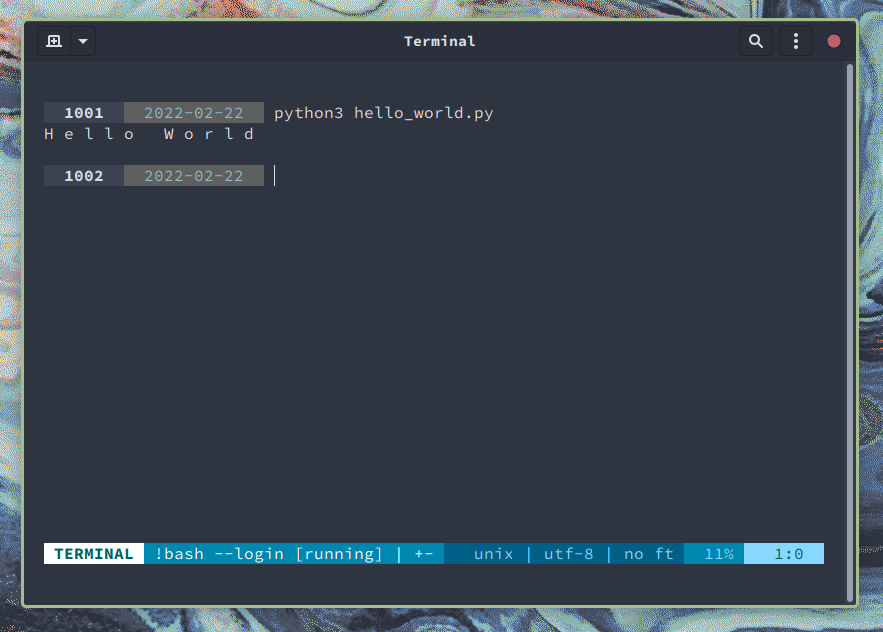 Terminal
1001 2022-02-22 python3 hello_world.py
H e l l o   W o r l d
1002 2022-02-22
TERMINAL !bash --login [running] | +- unix | utf-8 | no ft 11% 1:0